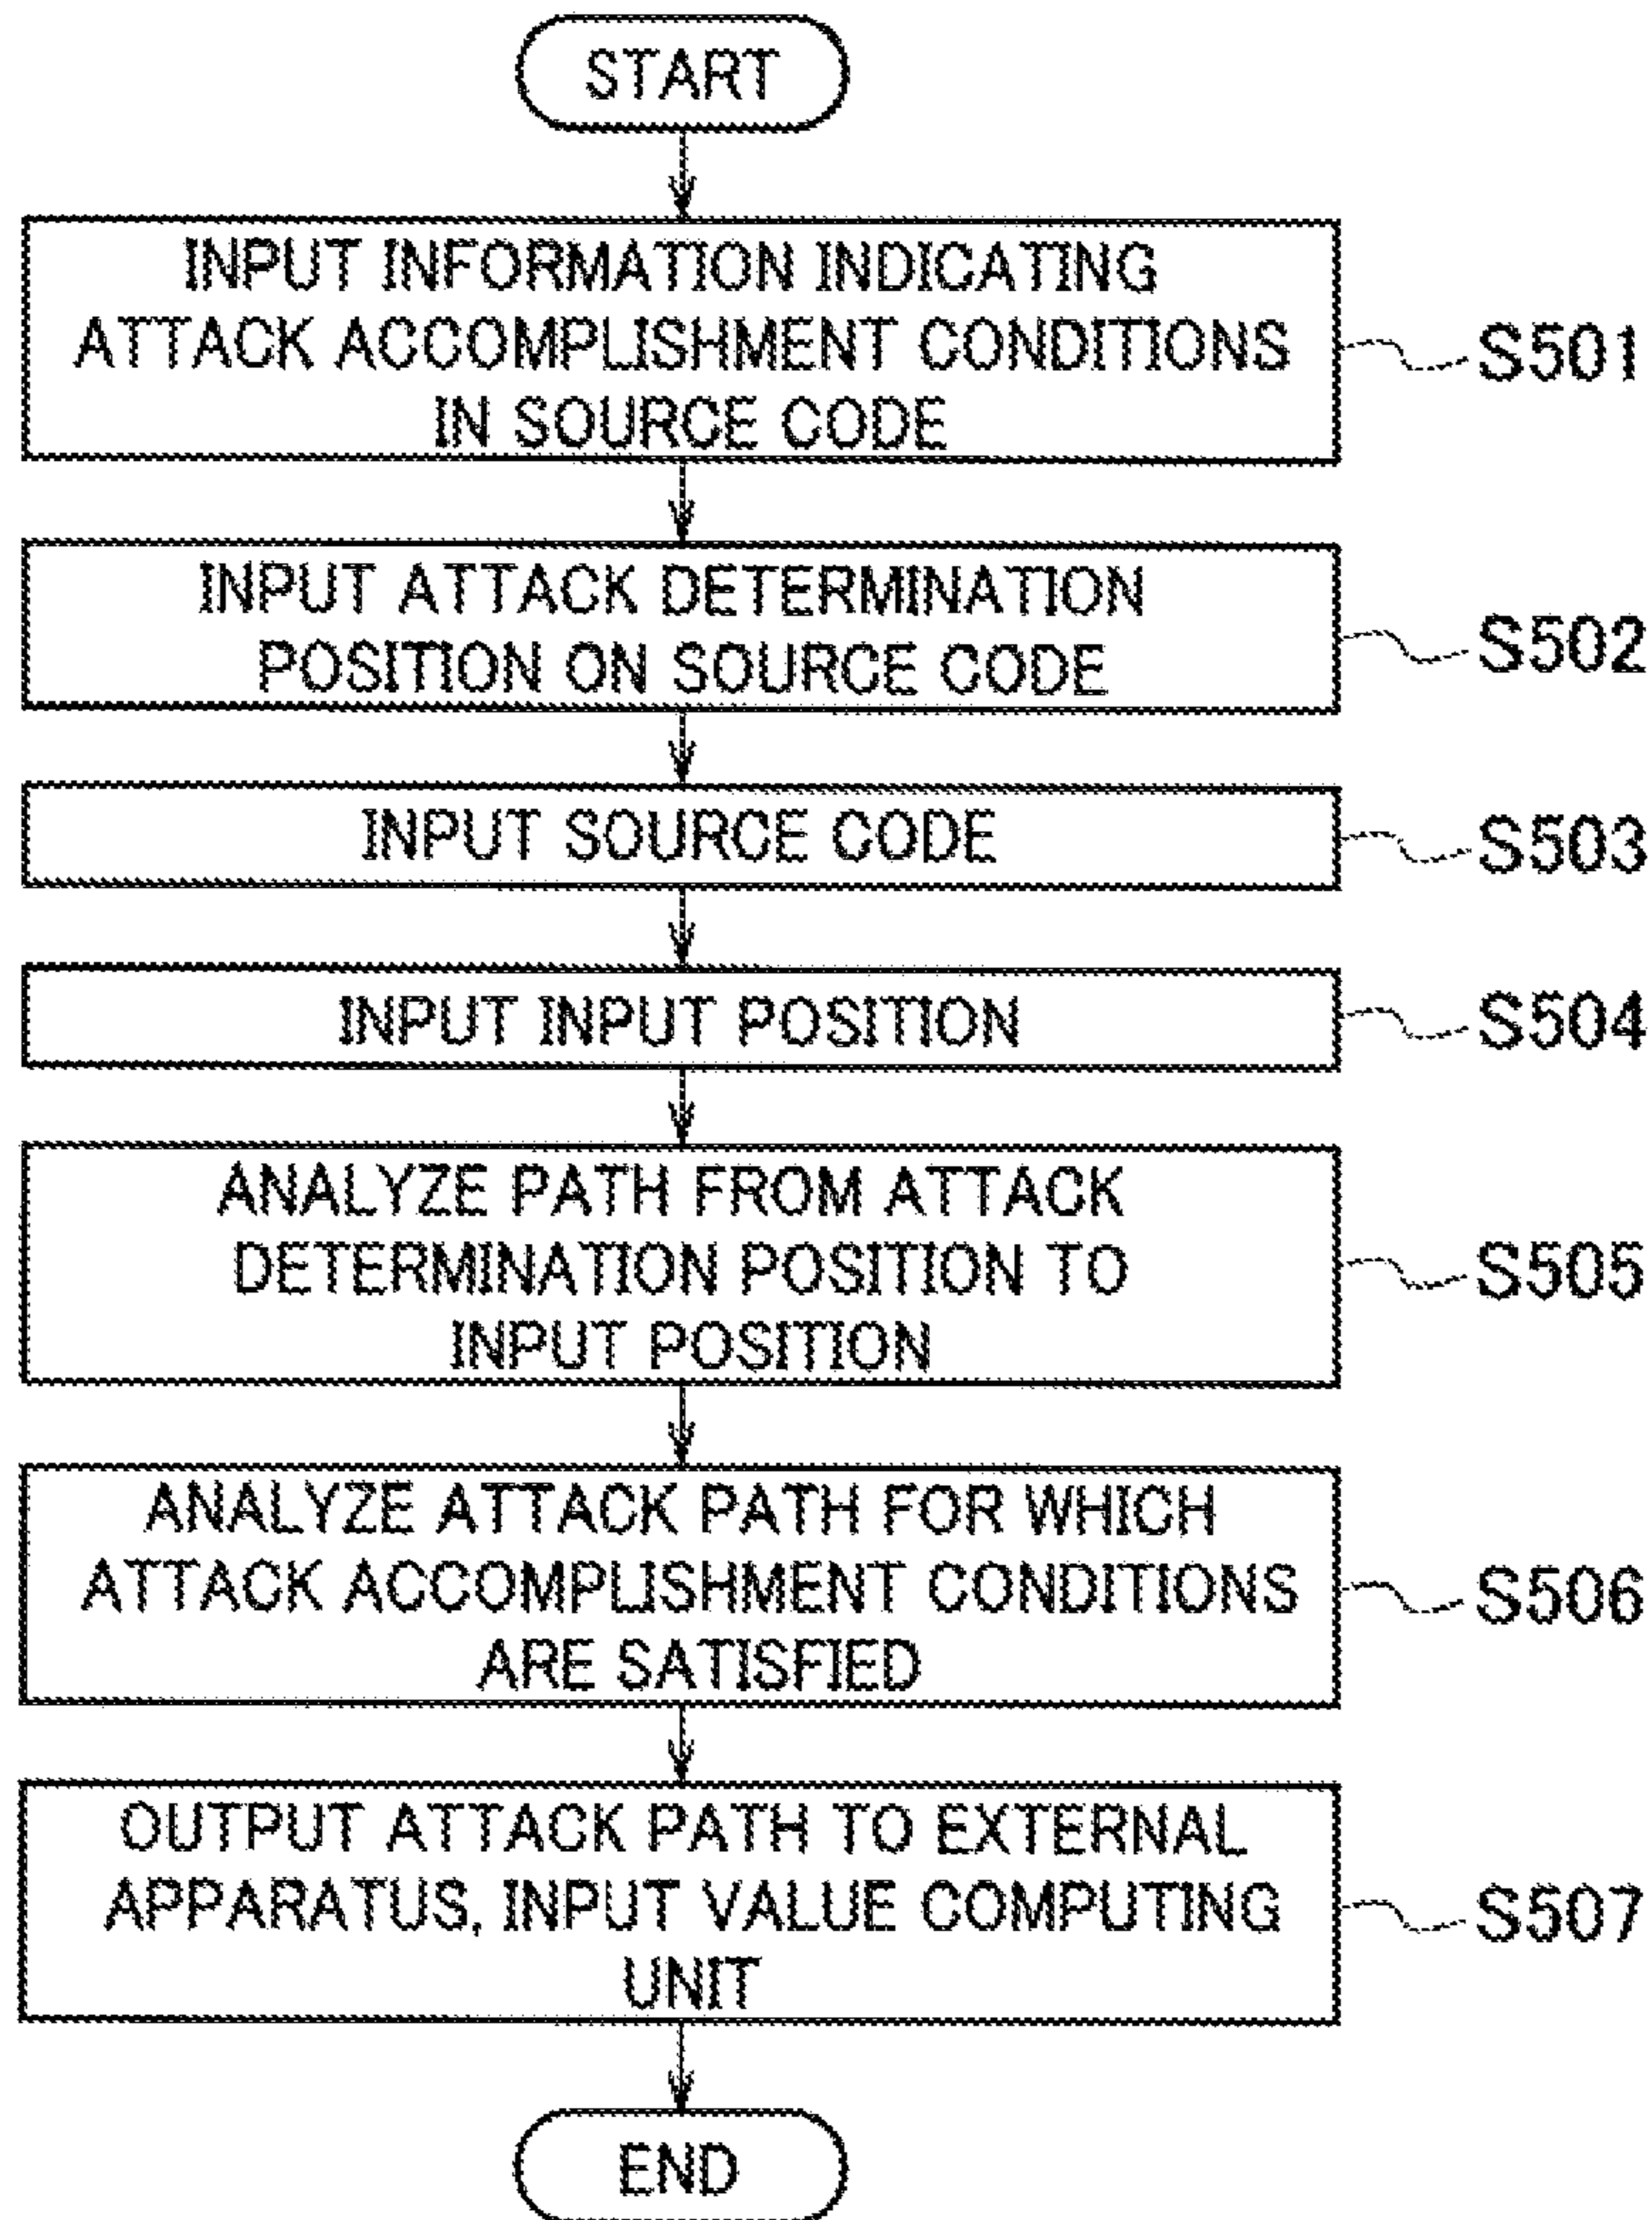 START
INPUT INFORMATION INDICATING
ATTACK ACCOMPLISHMENT CONDITIONS
IN SOURCE CODE
S501
INPUT ATTACK DETERMINATION
POSITION ON SOURCE CODE
S502
INPUT SOURCE CODE
S503
INPUT INPUT POSITION
S504
ANALYZE PATH FROM ATTACK
DETERMINATION POSITION TO
INPUT POSITION
S505
ANALYZE ATTACK PATH FOR WHICH
ATTACK ACCOMPLISHMENT CONDITIONS
ARE SATISFIED
S506
OUTPUT ATTACK PATH TO EXTERNAL
APPARATUS, INPUT VALUE COMPUTING
UNIT
S507
END